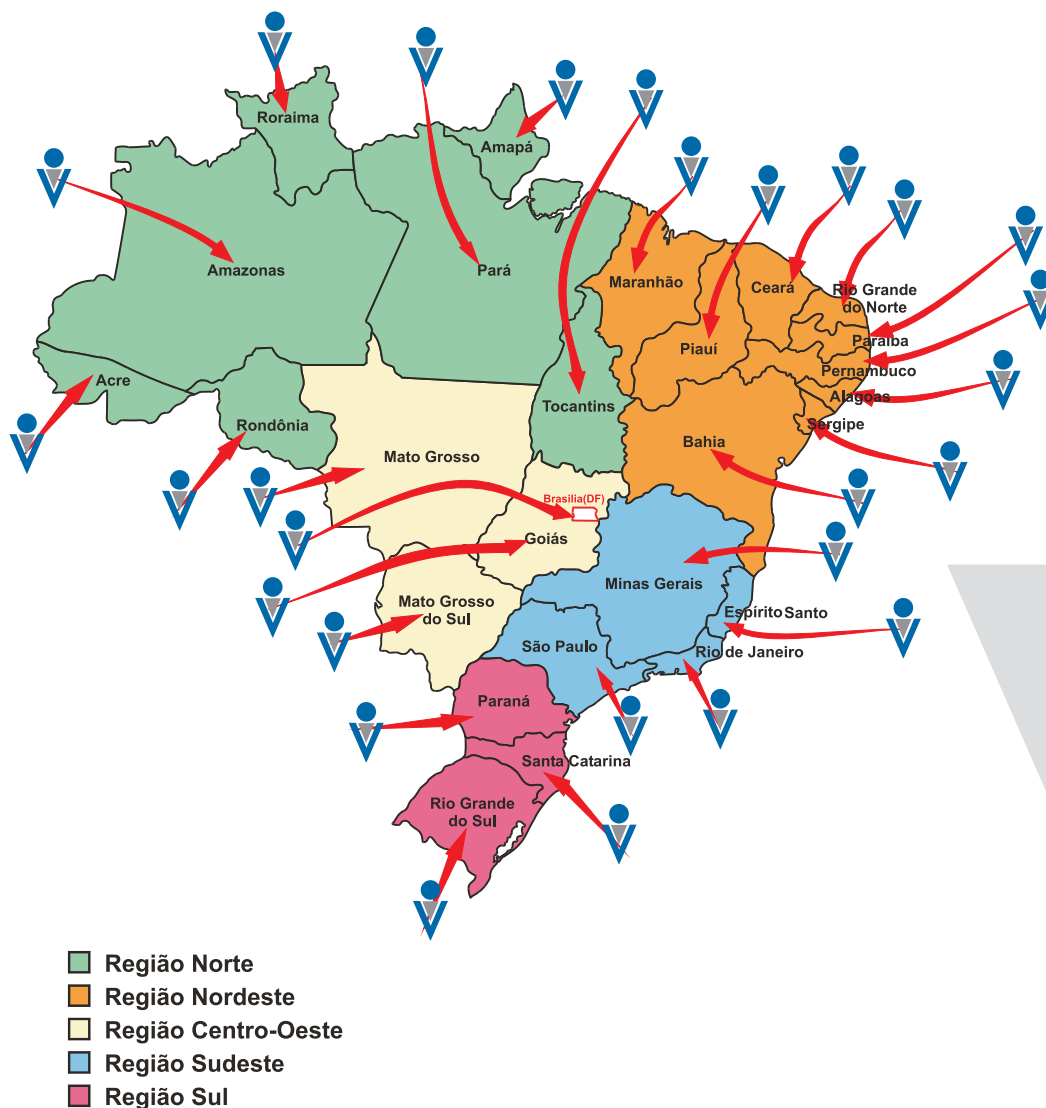 Roraima
Amapá
Amazonas
Pará
Maranhão
Ceará
Rio Grande
do Norte
Paraíba
Piauí
Pernambuco
Acre
Alagoas
Tocantins
Rondônia
Sergipe
Bahia
Mato Grosso
Brasilia(DF)
Goiás
Minas Gerais
Mato Grosso
do Sul
Espírito Santo
São Paulo
Rio de Janeiro
Paraná
Santa Catarina
Rio Grande
do Sul
Região Norte
Região Nordeste
Região Centro-Oeste
Região Sudeste
Região Sul